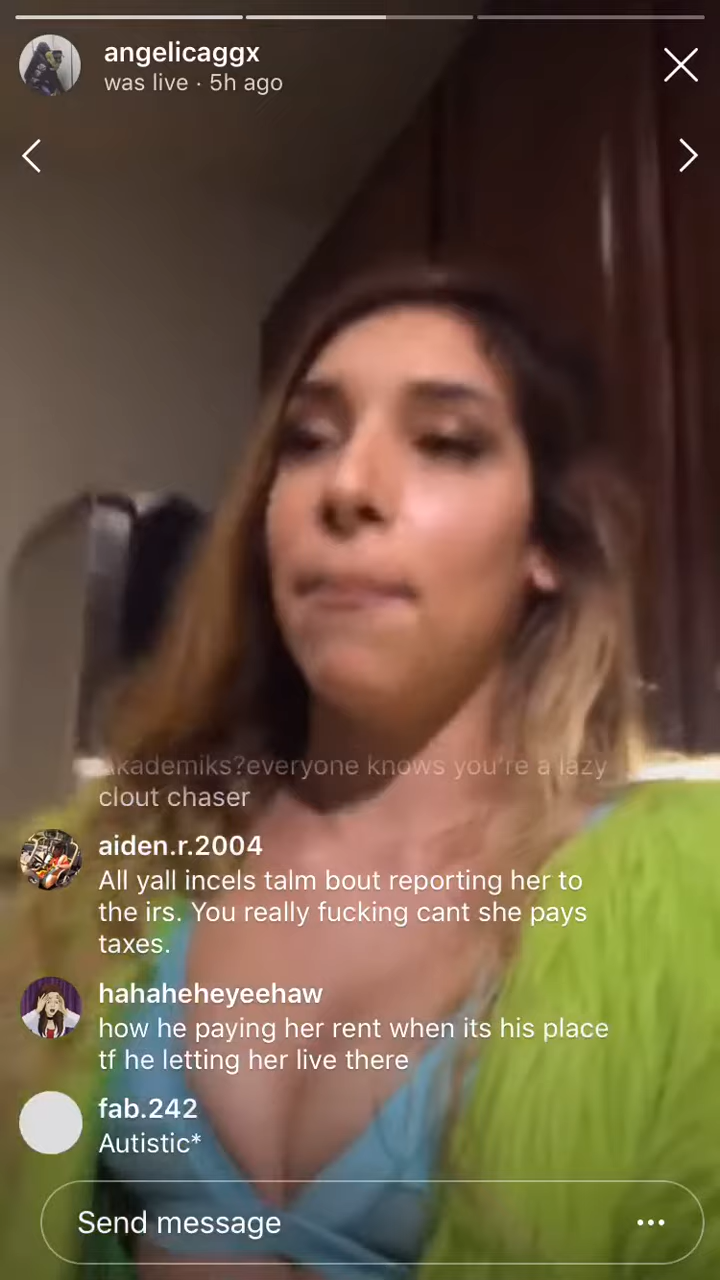 angelicaggx
was live · 5h ago
Akademiks?everyone knows you're a lazy
clout chaser
aiden.r.2004
All yall incels talm bout reporting her to
the irs. You really fucking cant she pays
taxes.
hahaheheyeehaw
how he paying her rent when its his place
tf he letting her live there
fab.242
Autistic*
Send message